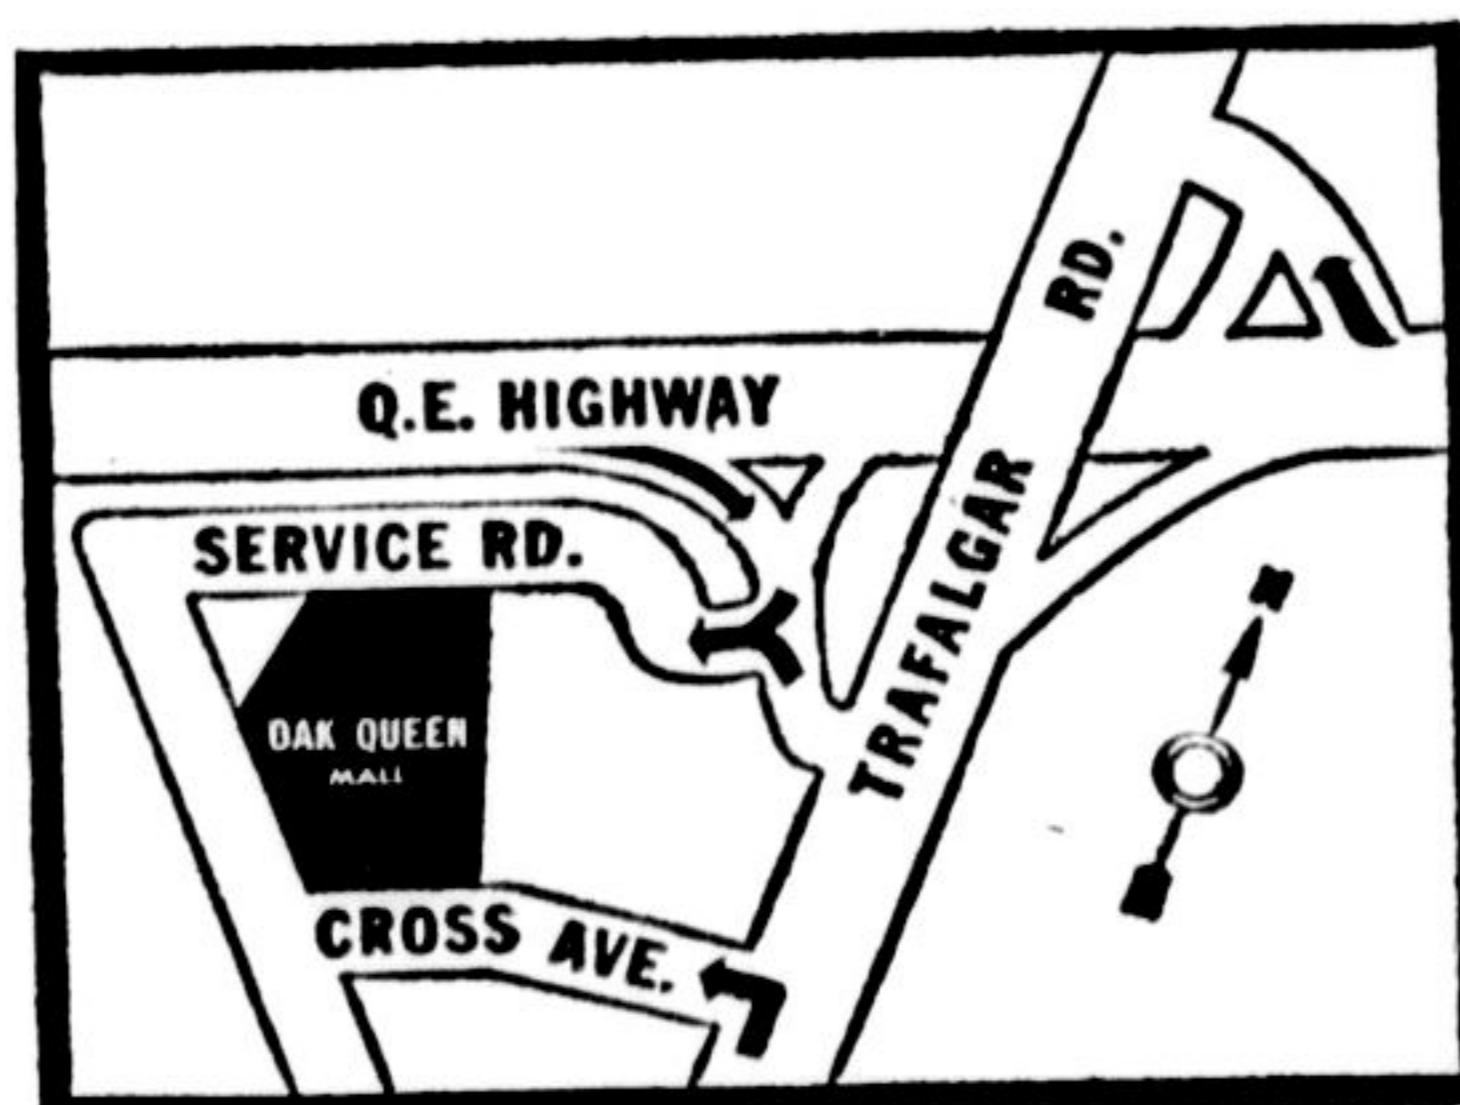 TRAFALGAR RD.
Q.E. HIGHWAY
SERVICE RD.
OAK QUEEN
MALL
CROSS AVE.
N